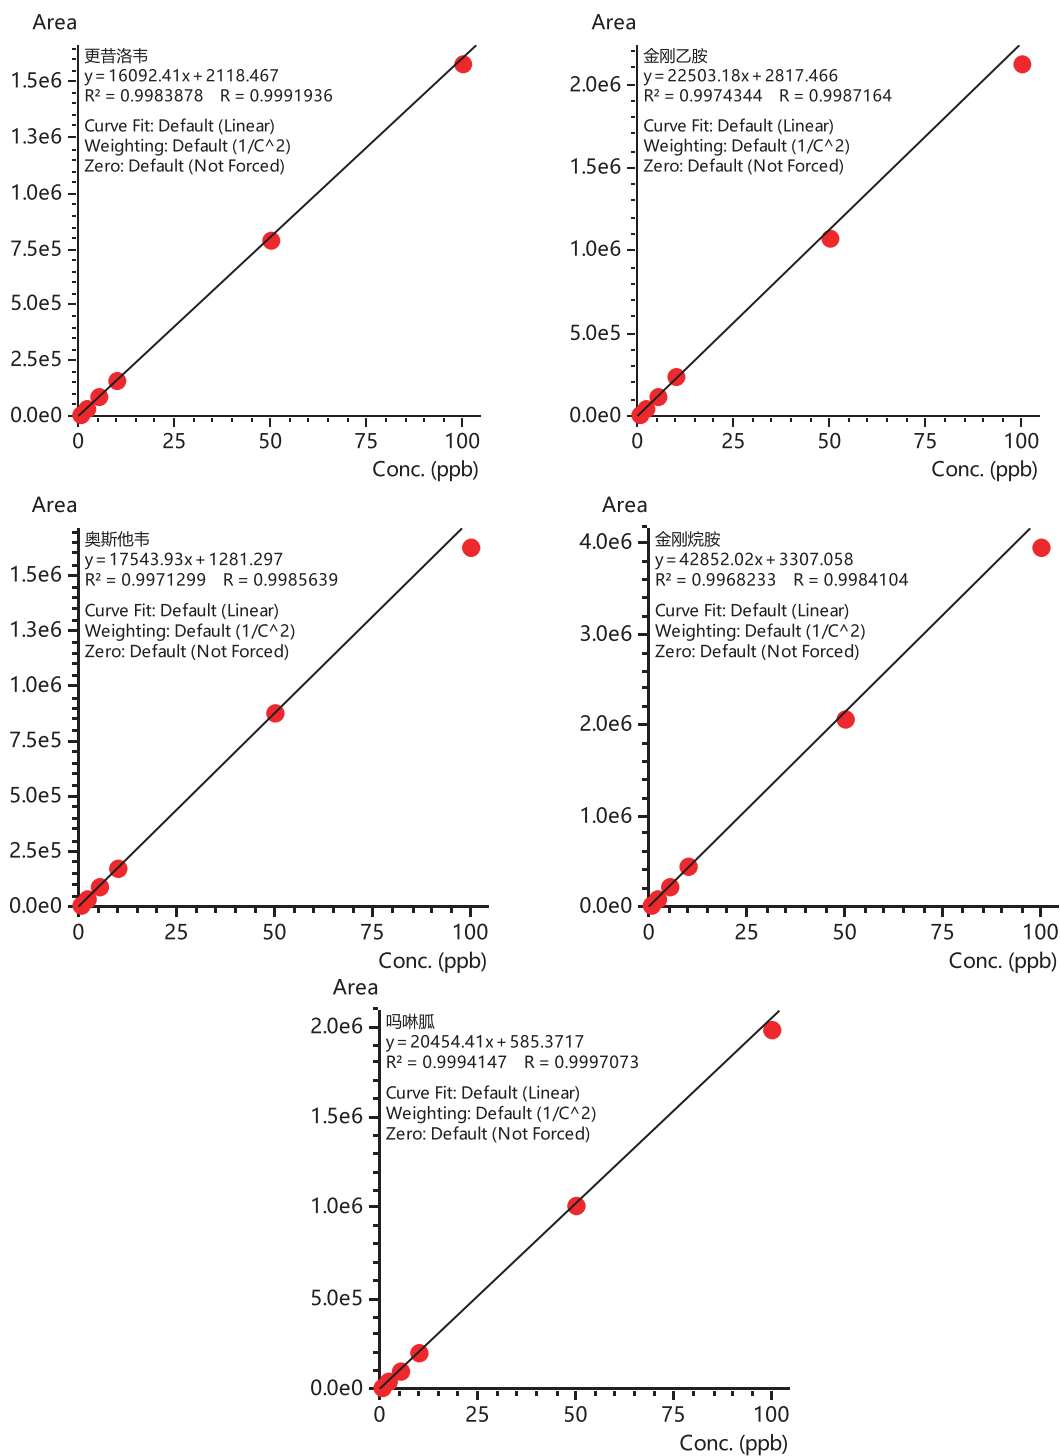 Area
更昔洛韦
y = 16092.41x + 2118.467
R² = 0.9983878 R = 0.9991936
Curve Fit: Default (Linear)
Weighting: Default (1/C^2)
Zero: Default (Not Forced)
1.5e6
1.3e6
1.0e6
7.5e5
5.0e5
2.5e5
0.0e0
0 25 50 75 100
Conc. (ppb)
Area
金刚乙胺
y = 22503.18x + 2817.466
R² = 0.9974344 R = 0.9987164
Curve Fit: Default (Linear)
Weighting: Default (1/C^2)
Zero: Default (Not Forced)
2.0e6
1.5e6
1.0e6
5.0e5
0.0e0
0 25 50 75 100
Conc. (ppb)
Area
奥斯他韦
y = 17543.93x + 1281.297
R² = 0.9971299 R = 0.9985639
Curve Fit: Default (Linear)
Weighting: Default (1/C^2)
Zero: Default (Not Forced)
1.5e6
1.3e6
1.0e6
7.5e5
5.0e5
2.5e5
0.0e0
0 25 50 75 100
Conc. (ppb)
Area
金刚烷胺
y = 42852.02x + 3307.058
R² = 0.9968233 R = 0.9984104
Curve Fit: Default (Linear)
Weighting: Default (1/C^2)
Zero: Default (Not Forced)
4.0e6
3.0e6
2.0e6
1.0e6
0.0e0
0 25 50 75 100
Conc. (ppb)
Area
吗啉胍
y = 20454.41x + 585.3717
R² = 0.9994147 R = 0.9997073
Curve Fit: Default (Linear)
Weighting: Default (1/C^2)
Zero: Default (Not Forced)
2.0e6
1.5e6
1.0e6
5.0e5
0.0e0
0 25 50 75 100
Conc. (ppb)